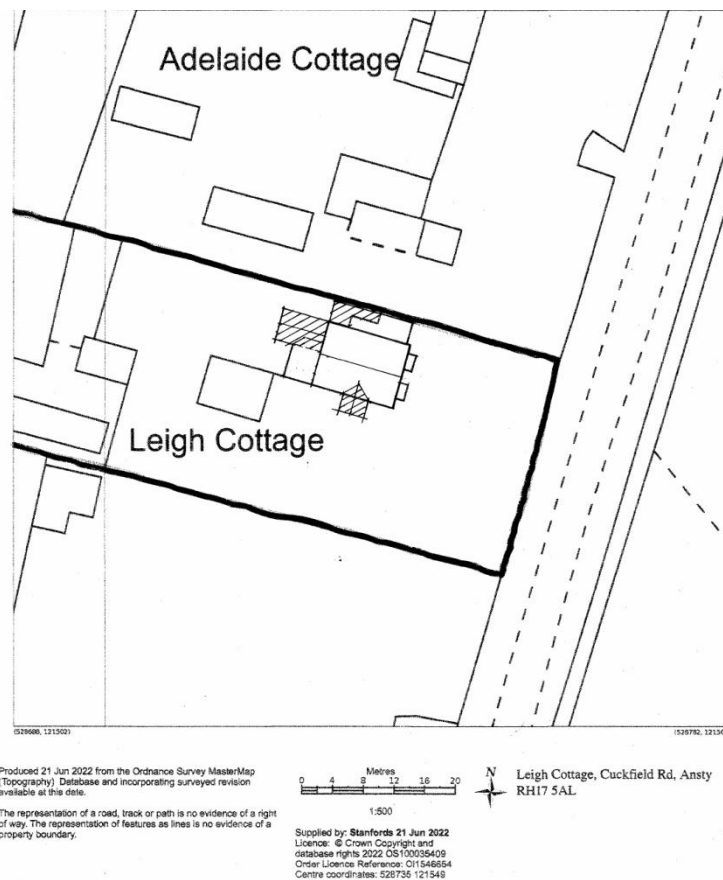 Adelaide Cottage
Leigh Cottage
(528688, 121502)
Produced 21 Jun 2022 from the Ordnance Survey MasterMap
(Topography) Database and incorporating surveyed revision
available at this date.
The representation of a road, track or path is no evidence of a right
of way. The representation of features as lines is no evidence of a
property boundary.
Metres
0 4 8 12 16 20
1:500
Supplied by: Stanfords 21 Jun 2022
Licence: © Crown Copyright and
database rights 2022 OS100035409
Order Licence Reference: OI1546654
Centre coordinates: 528735 121549
N
Leigh Cottage, Cuckfield Rd, Ansty
RH17 5AL